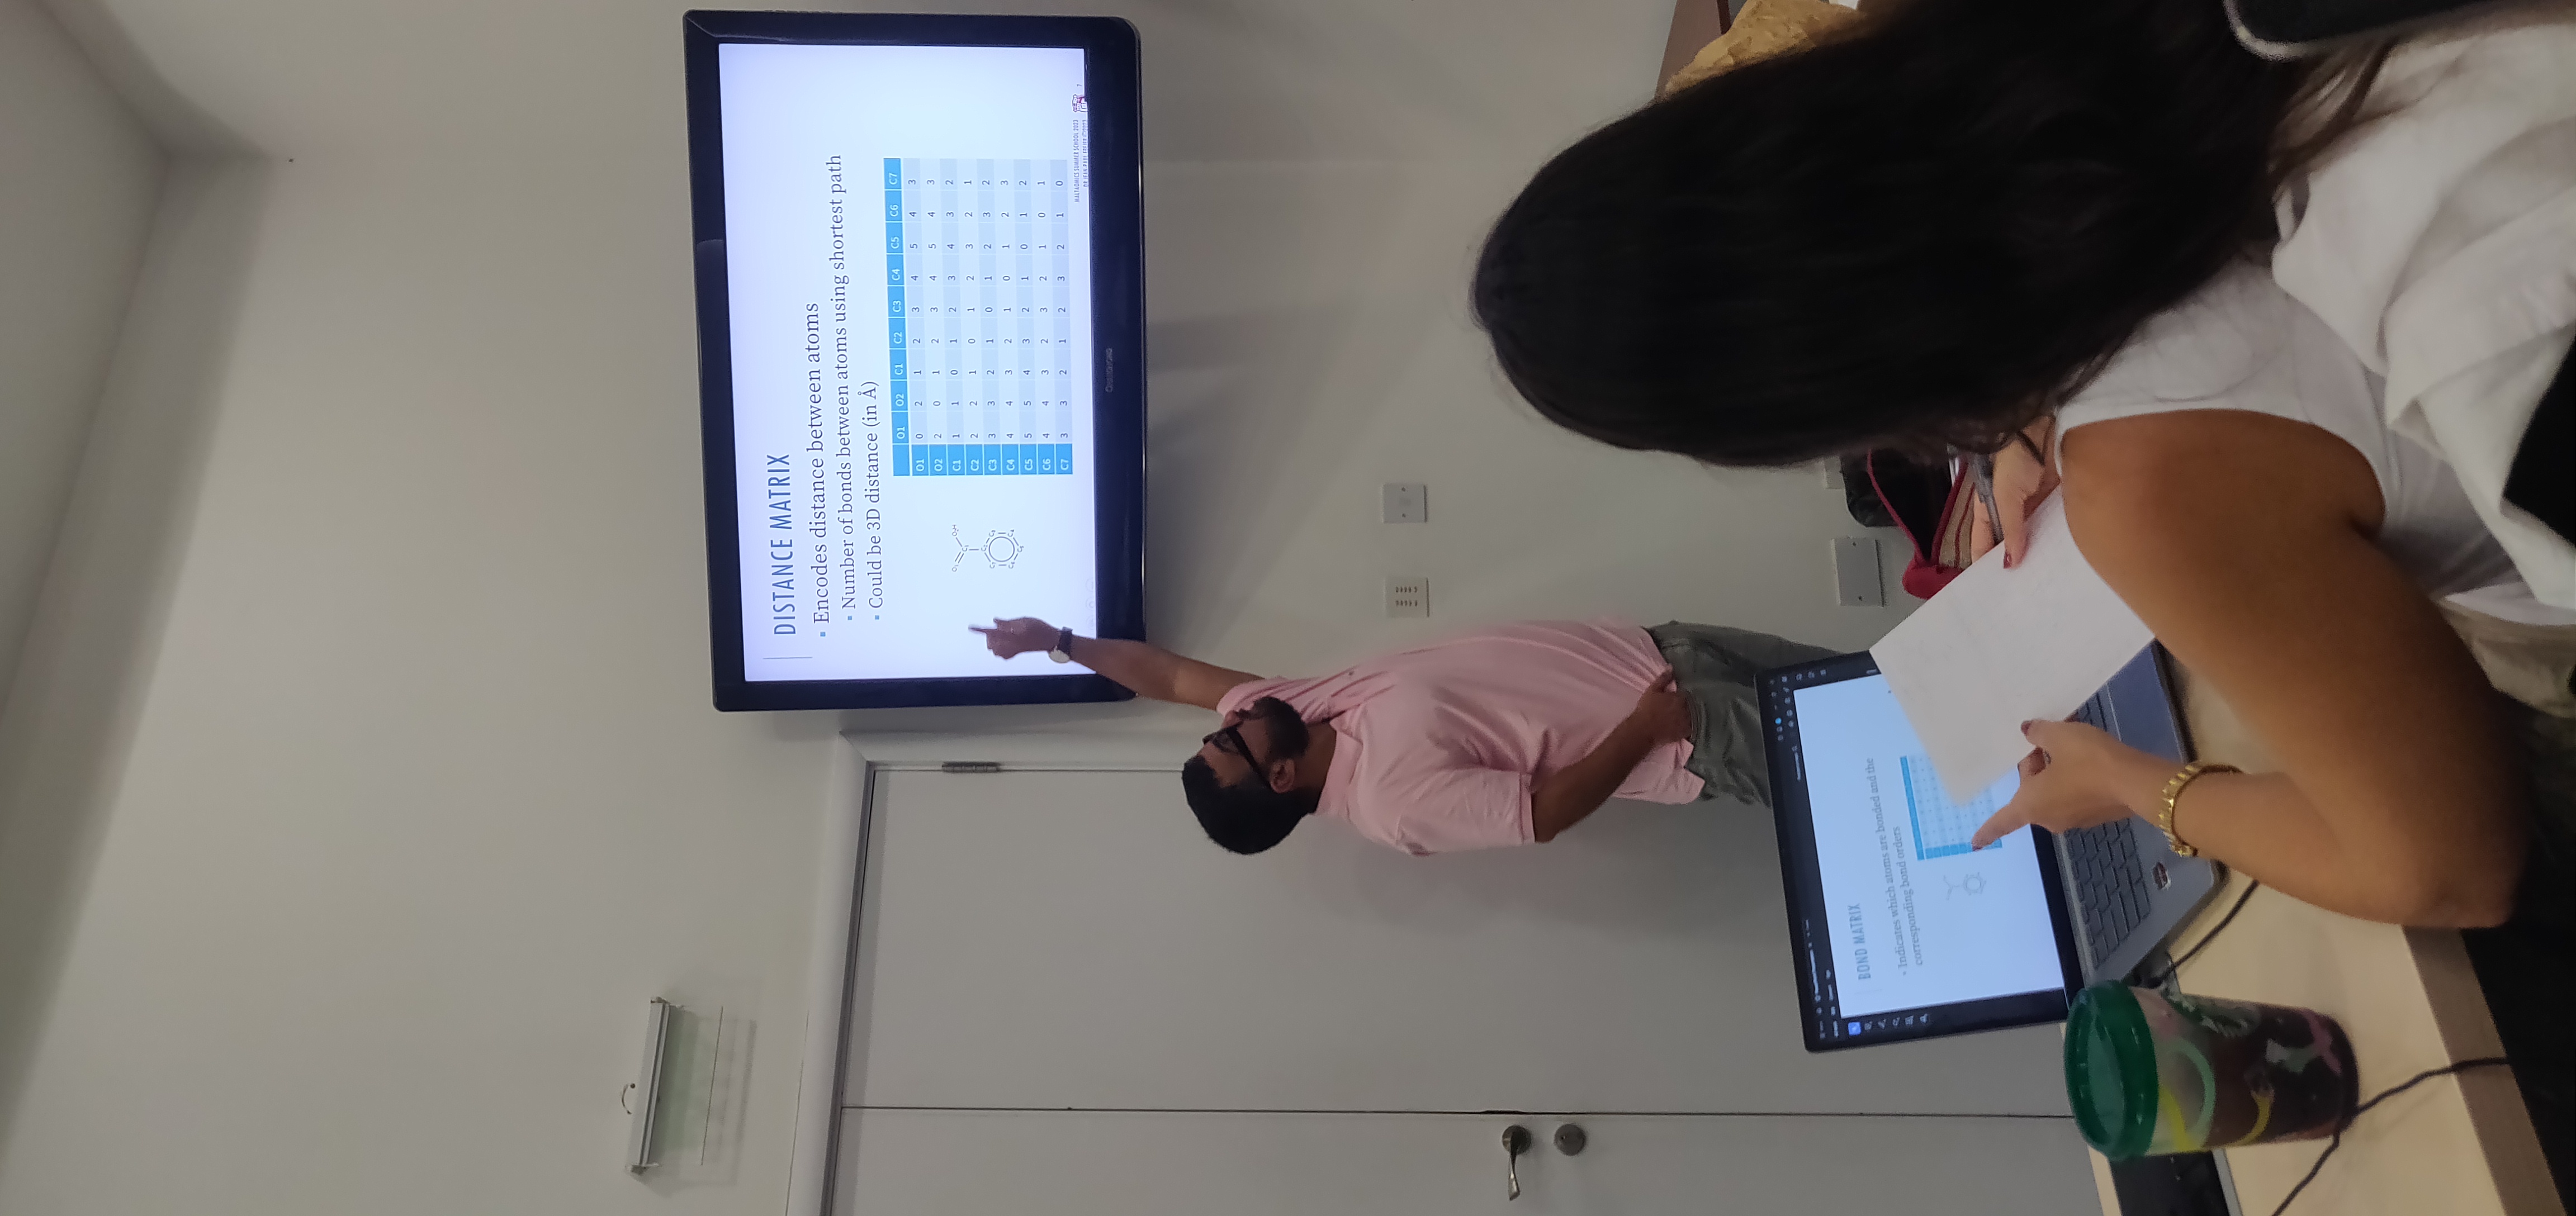 DISTANCE MATRIX
▪ Encodes distance between atoms
▪ Number of bonds between atoms using shortest path
▪ Could be 3D distance (in Å)
O1 O2 C1 C2 C3 C4 C5 C6 C7
O1 0 2 1 2 3 4 5 4 3
O2 2 0 1 2 3 4 5 4 3
C1 1 1 0 1 2 3 4 3 2
C2 2 2 1 0 1 2 3 2 1
C3 3 3 2 1 0 1 2 3 2
C4 4 4 3 2 1 0 1 2 3
C5 5 5 4 3 2 1 0 1 2
C6 4 4 3 2 3 2 1 0 1
C7 3 3 2 1 2 3 2 1 0
MALTAOMICS SUMMER SCHOOL 2023
BOND MATRIX
• Indicates which atoms are bonded and the
corresponding bond orders